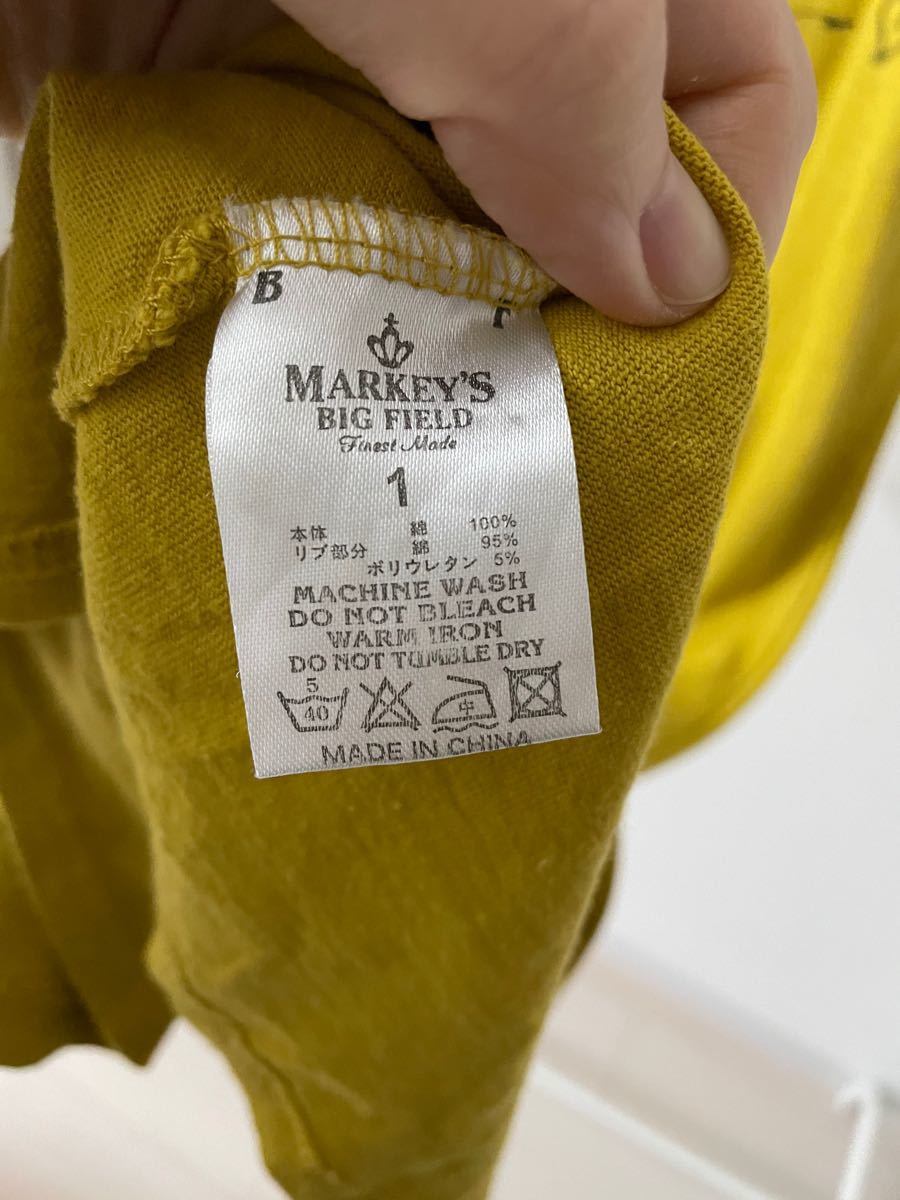 B F
MARKEY'S
BIG FIELD
Finest Made
1
本体 綿 100%
リブ部分 綿 95%
ポリウレタン 5%
MACHINE WASH
DO NOT BLEACH
WARM IRON
DO NOT TUMBLE DRY
5
40 中
MADE IN CHINA